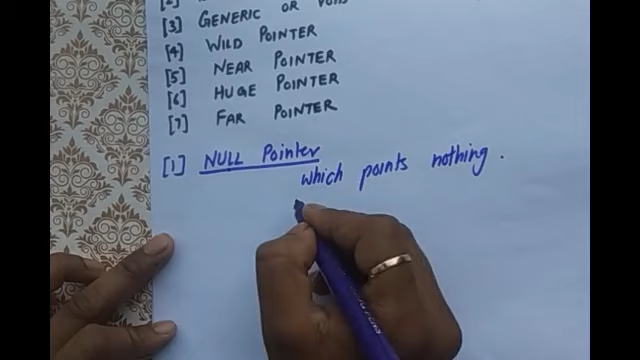 [3] GENERIC OR VOID
[4] WILD POINTER
[5] NEAR POINTER
[6] HUGE POINTER
[7] FAR POINTER
[1] NULL Pointer
which points nothing.